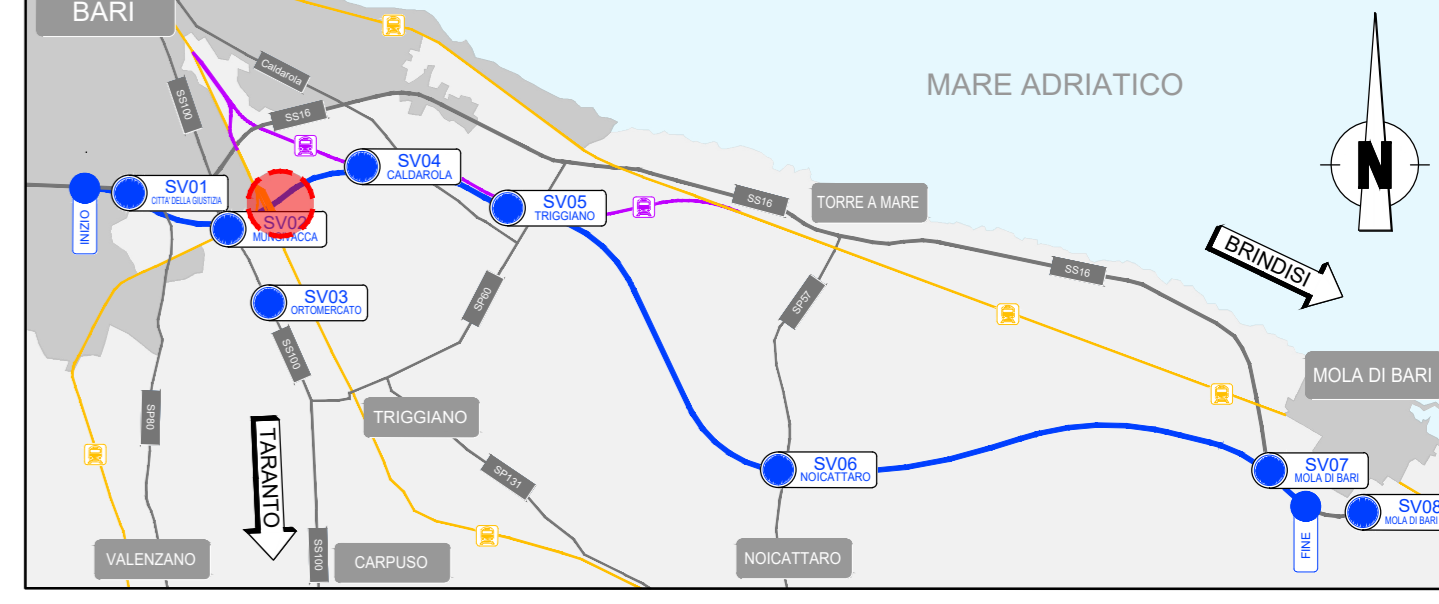 BARI
MARE ADRIATICO
N
Caldarola
SS100
SS16
SV04
CALDAROLA
SV01
CITTA' DELLA GIUSTIZIA
SV05
TRIGGIANO
SS16
TORRE A MARE
INIZIO
SV02
MUNGIVACCA
BRINDISI
SS16
SV03
ORTOMERCATO
SP60
SP57
SS100
MOLA DI BARI
SP80
TRIGGIANO
TARANTO
SP131
SV06
NOICATTARO
SV07
MOLA DI BARI
SV08
MOLA DI BARI
FINE
VALENZANO
SS100
CARPUSO
NOICATTARO